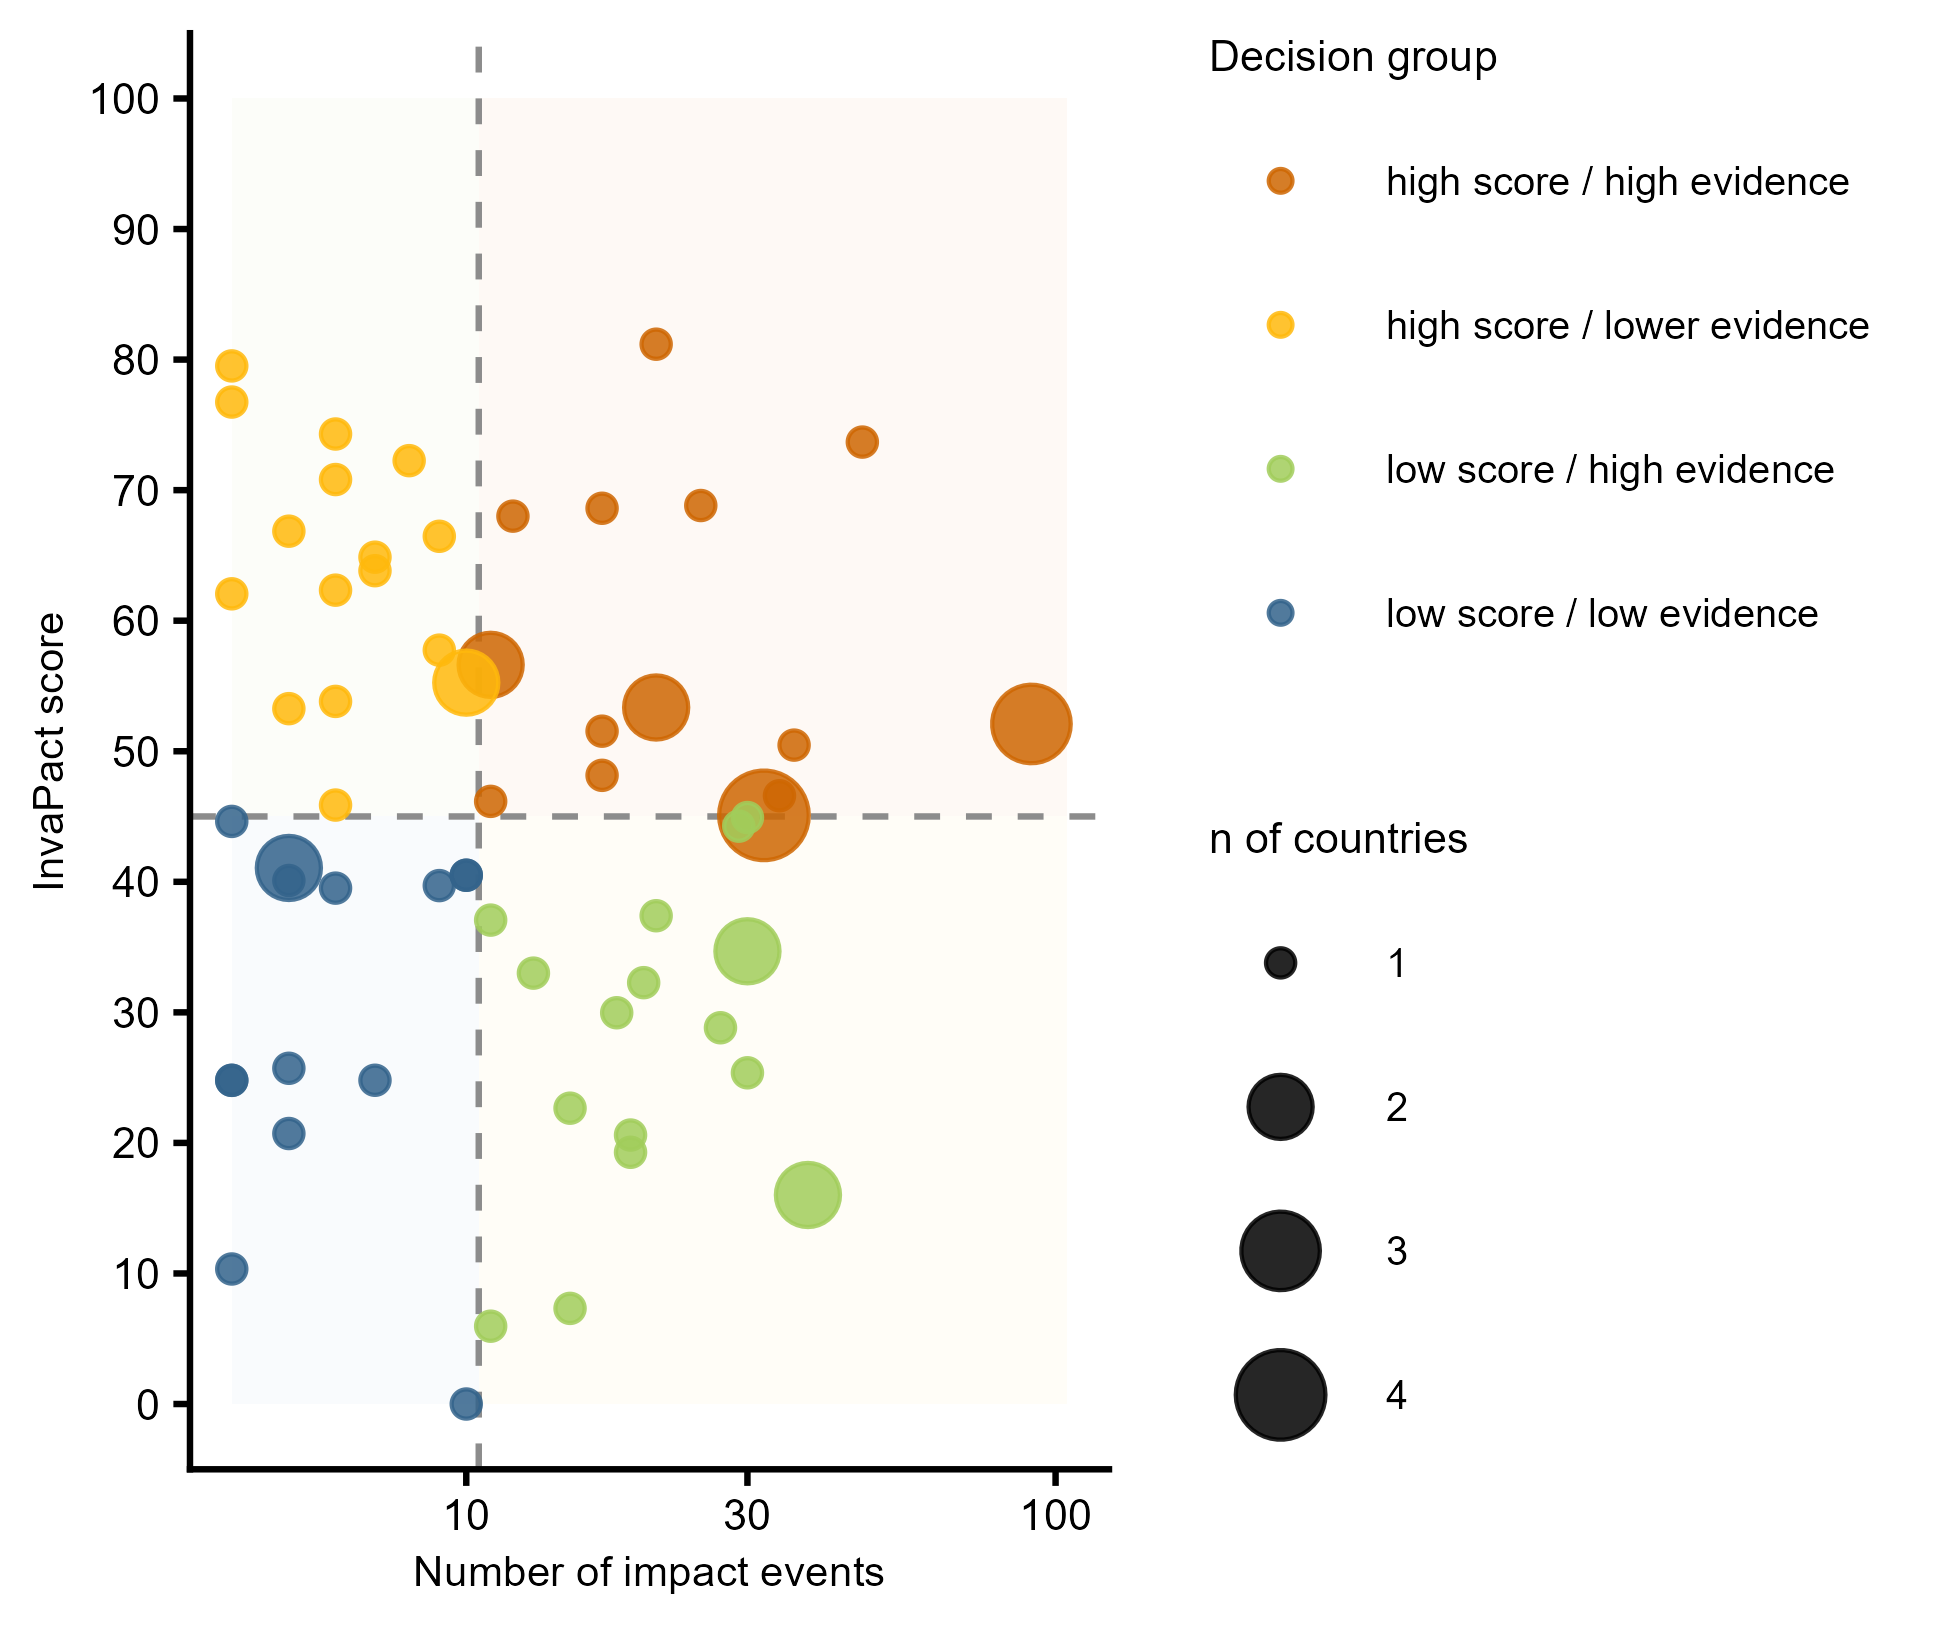 100
90
80
70
60
50
40
30
20
10
0
InvaPact score
10
30
100
Number of impact events
Decision group
high score / high evidence
high score / lower evidence
low score / high evidence
low score / low evidence
n of countries
1
2
3
4